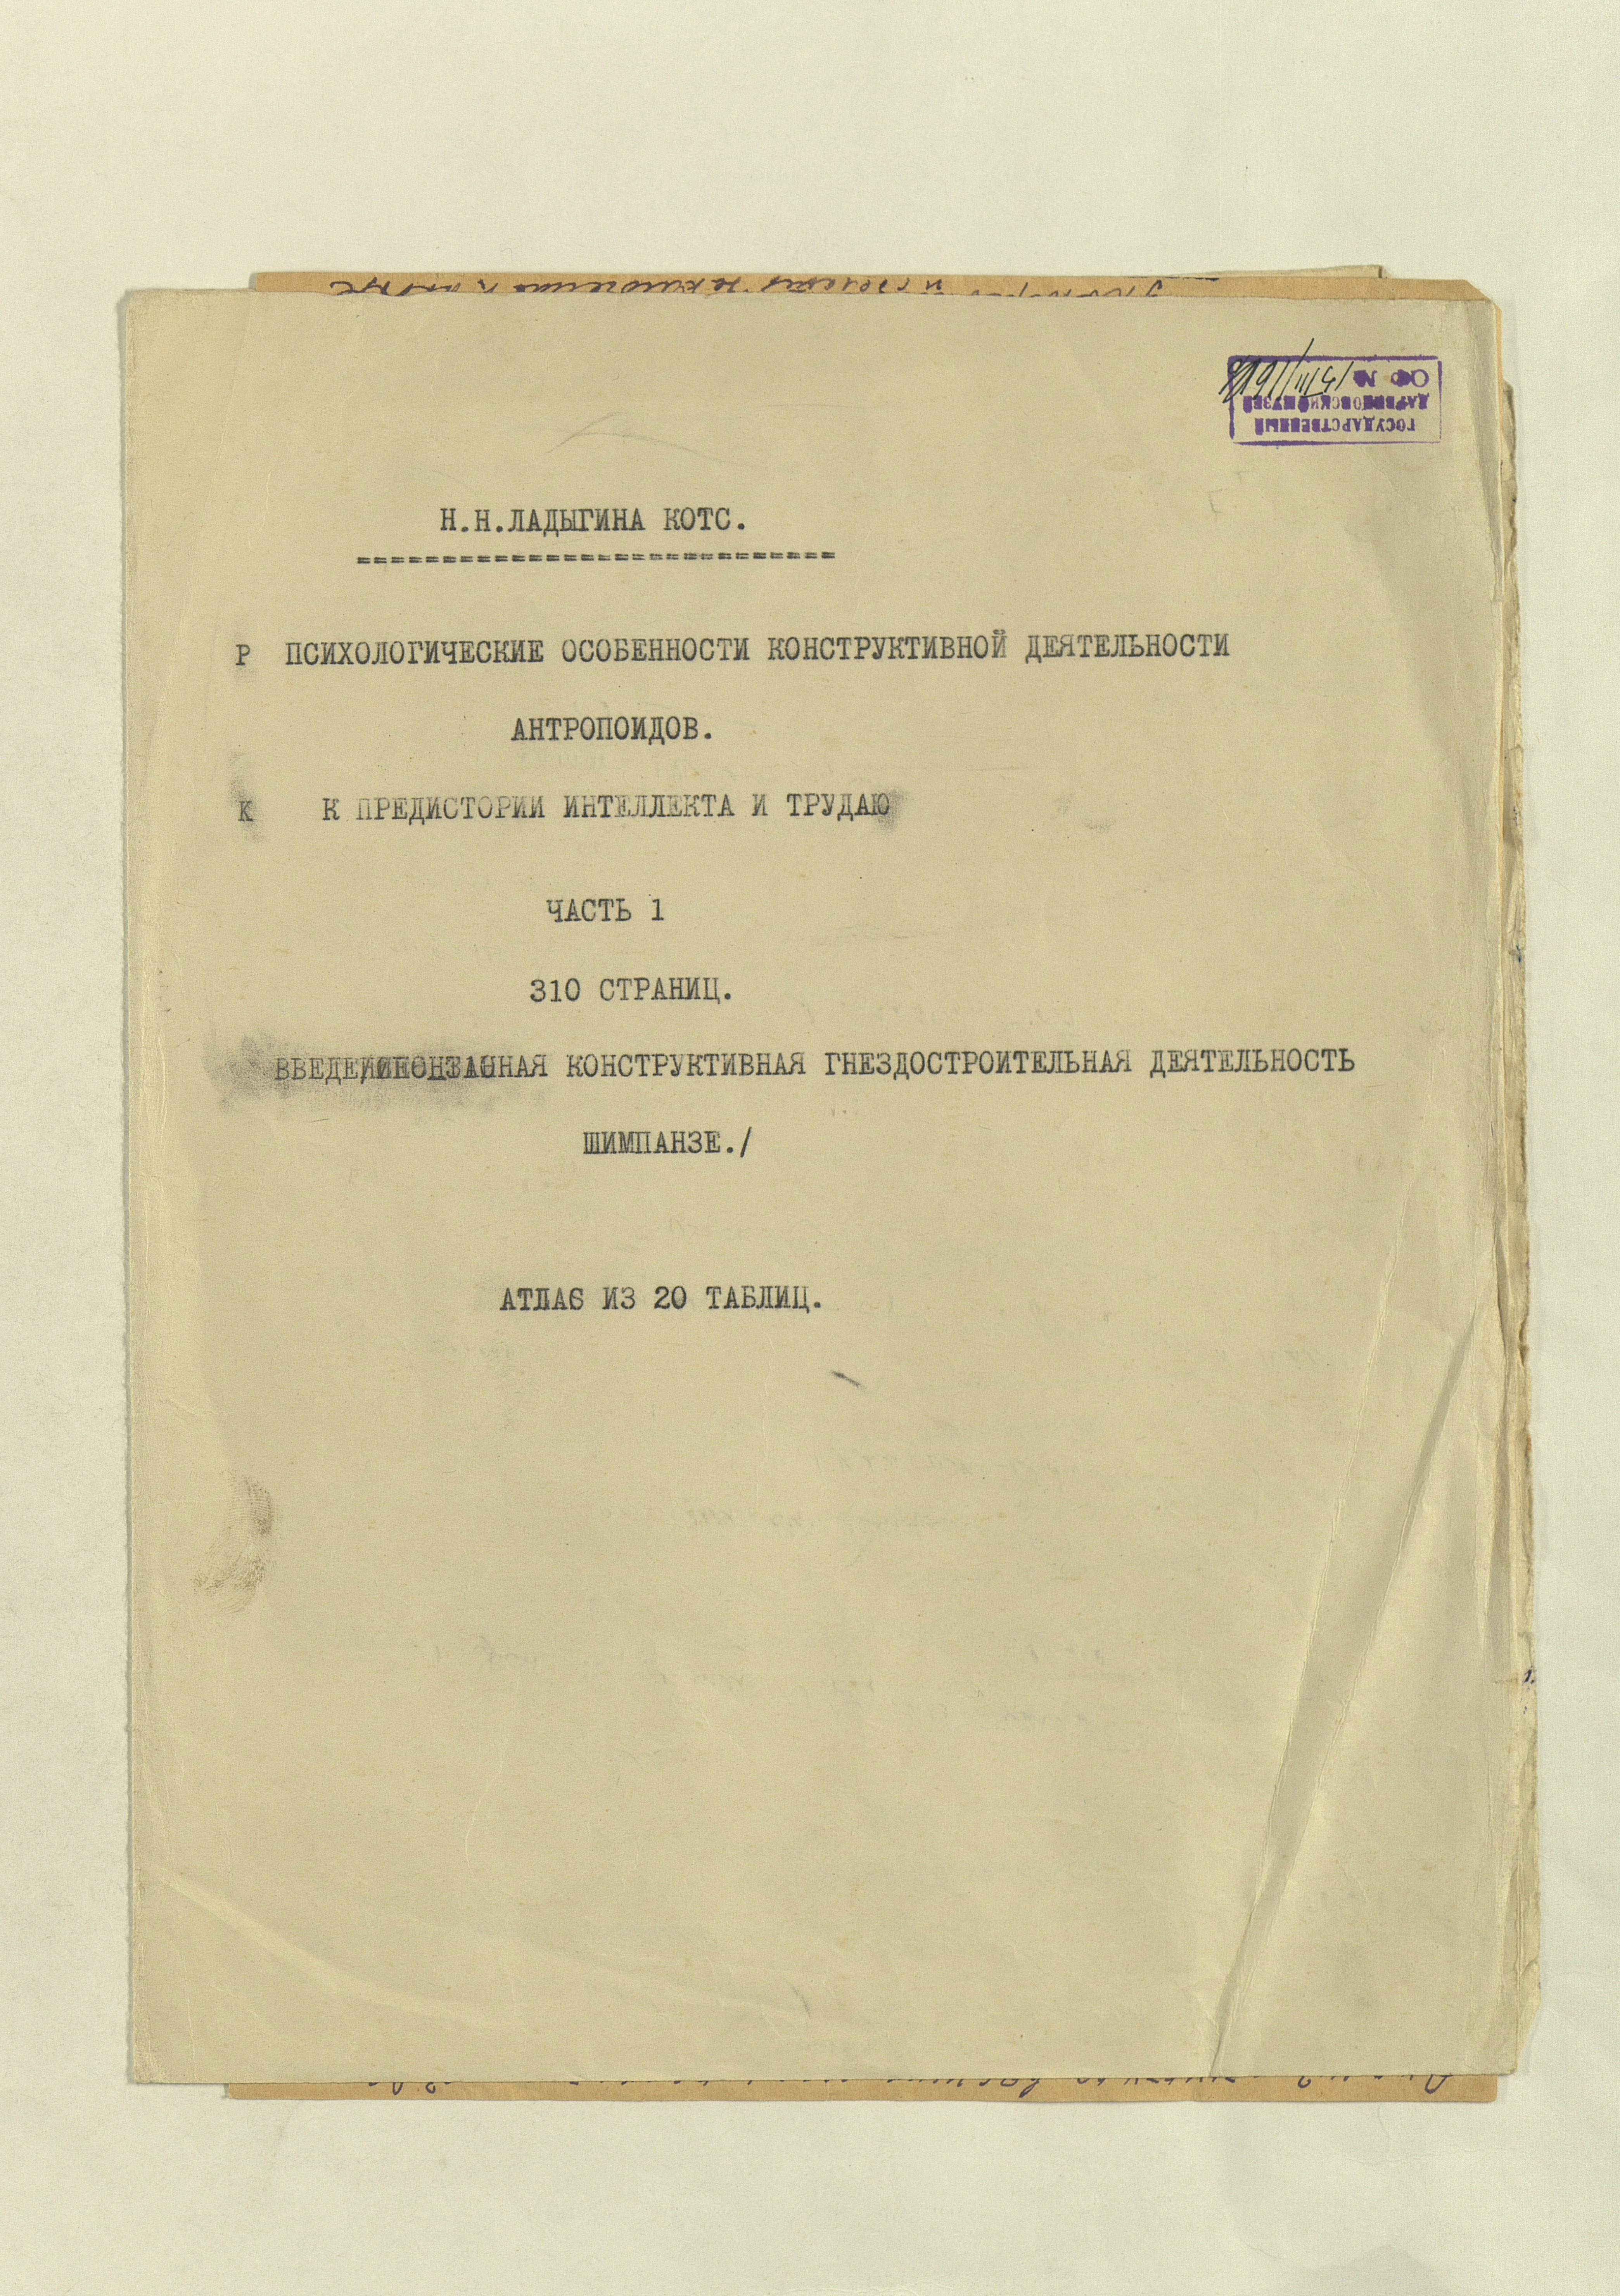 ГОСУДАРСТВЕННЫЙ
ДАРВИНОВСКИЙ МУЗЕЙ
ОФ №
Н.Н.ЛАДЫГИНА КОТС.
Р ПСИХОЛОГИЧЕСКИЕ ОСОБЕННОСТИ КОНСТРУКТИВНОЙ ДЕЯТЕЛЬНОСТИ
АНТРОПОИДОВ.
К К ПРЕДИСТОРИИ ИНТЕЛЛЕКТА И ТРУДАЮ
ЧАСТЬ 1
310 СТРАНИЦ.
КОНСТРУКТИВНАЯ ГНЕЗДОСТРОИТЕЛЬНАЯ ДЕЯТЕЛЬНОСТЬ
ШИМПАНЗЕ./
АТЛАС ИЗ 20 ТАБЛИЦ.